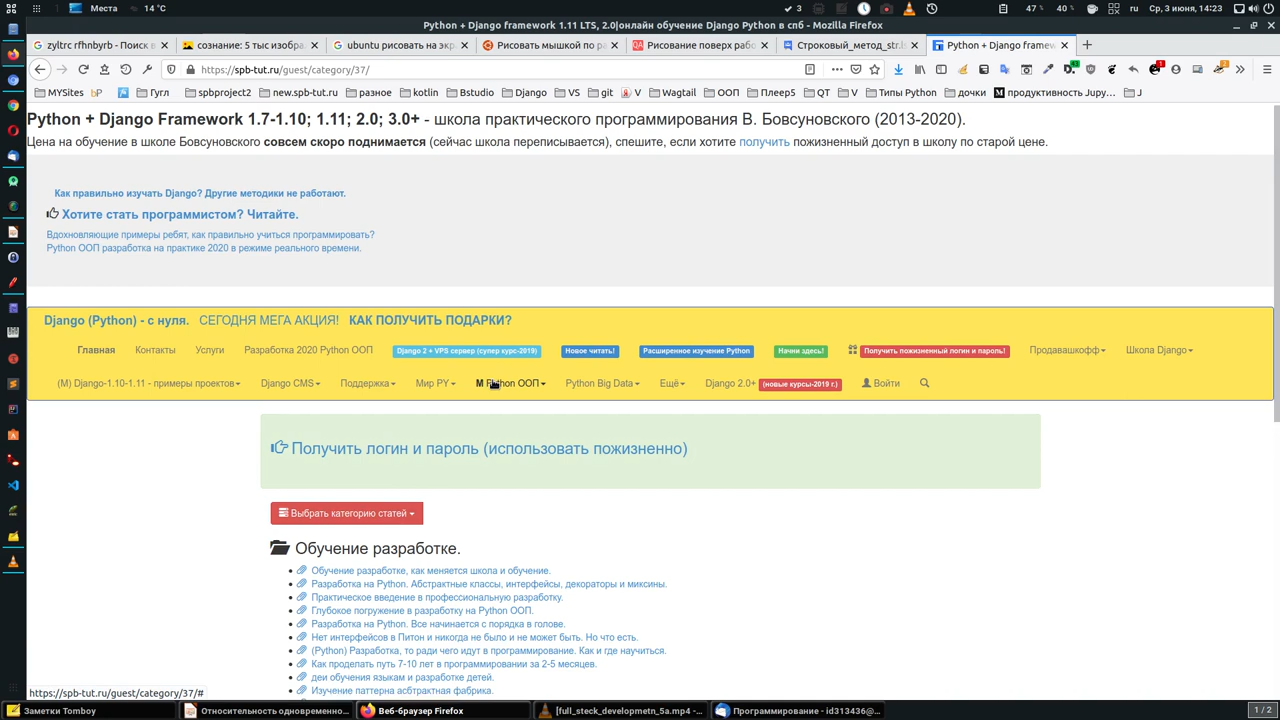 Места 14 °C 3 47 % 40 % ru Ср, 3 июня, 14:23
Python + Django framework 1.11 LTS, 2.0|онлайн обучение Django Python в спб - Mozilla Firefox
zyltrc rfhnbyrb - Поиск в
сознание: 5 тыс изобра.
ubuntu рисовать на экр
Рисовать мышкой по ра
Рисование поверх рабо
Строковый_метод_str.ls
Python + Django framew
https://spb-tut.ru/guest/category/37/
MYSites Гугл spbproject2 new.spb-tut.ru разное kotlin Bstudio Django VS git V Wagtail ООП Плеер5 QT V Типы Python дочки продуктивность Jupy... J
Python + Django Framework 1.7-1.10; 1.11; 2.0; 3.0+ - школа практического программирования В. Бовсуновского (2013-2020).
Цена на обучение в школе Бовсуновского совсем скоро поднимается (сейчас школа переписывается), спешите, если хотите получить пожизненный доступ в школу по старой цене.
Как правильно изучать Django? Другие методики не работают.
Хотите стать программистом? Читайте.
Вдохновляющие примеры ребят, как правильно учиться программировать?
Python ООП разработка на практике 2020 в режиме реального времени.
Django (Python) - с нуля. СЕГОДНЯ МЕГА АКЦИЯ! КАК ПОЛУЧИТЬ ПОДАРКИ?
Главная Контакты Услуги Разработка 2020 Python ООП Django 2 + VPS сервер (супер курс-2019) Новое читать! Расширенное изучение Python Начни здесь! Получить пожизненный логин и пароль! Продавашкофф Школа Django
(M) Django-1.10-1.11 - примеры проектов Django CMS Поддержка Мир PY M Python ООП Python Big Data Ещё Django 2.0+ (новые курсы-2019 г.) Войти
Получить логин и пароль (использовать пожизненно)
Выбрать категорию статей
Обучение разработке.
Обучение разработке, как меняется школа и обучение.
Разработка на Python. Абстрактные классы, интерфейсы, декораторы и миксины.
Практическое введение в профессиональную разработку.
Глубокое погружение в разработку на Python ООП.
Разработка на Python. Все начинается с порядка в голове.
Нет интерфейсов в Питон и никогда не было и не может быть. Но что есть.
(Python) Разработка, то ради чего идут в программирование. Как и где научиться.
Как проделать путь 7-10 лет в программировании за 2-5 месяцев.
деи обучения языкам и разработке детей.
Изучение паттерна асбтрактная фабрика.
https://spb-tut.ru/guest/category/37/#
Заметки Tomboy
Относительность одновременно...
Веб-браузер Firefox
[full_steck_developmetn_5a.mp4 -...
Программирование - id313436@...
1 / 2